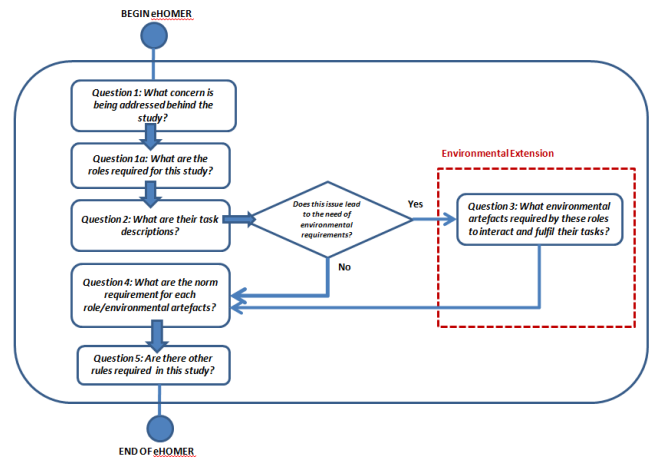 BEGIN eHOMER
Question 1: What concern is
being addressed behind the
study?
Question 1a: What are the
roles required for this study?
Question 2: What are their task
descriptions?
Does this issue lead
to the need of
environmental
requirements?
Yes
No
Environmental Extension
Question 3: What environmental
artefacts required by these roles
to interact and fulfil their tasks?
Question 4: What are the norm
requirement for each
role/environmental artefacts?
Question 5: Are there other
rules required in this study?
END OF eHOMER